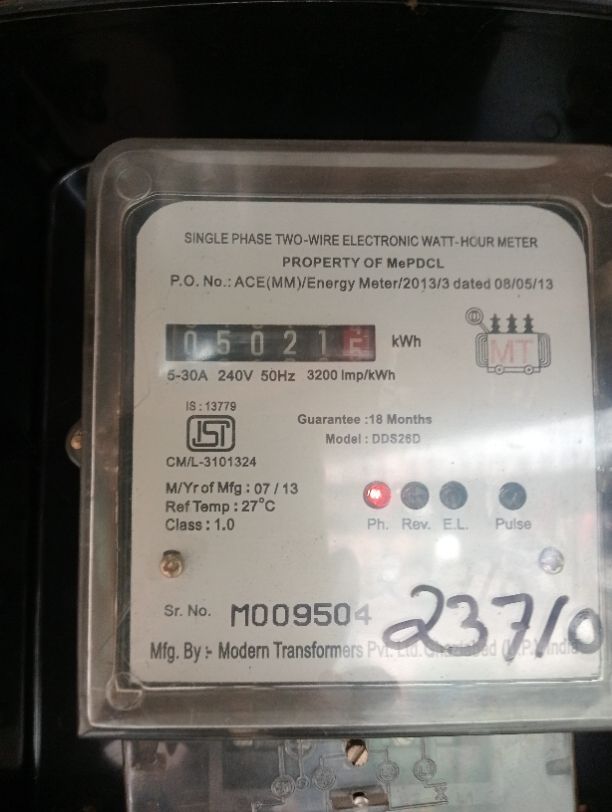 SINGLE PHASE TWO-WIRE ELECTRONIC WATT-HOUR METER
PROPERTY OF MePDCL
P.O. No.: ACE(MM)/Energy Meter/2013/3 dated 08/05/13
05021 kWh
MT
5-30A 240V 50Hz 3200 Imp/kWh
IS : 13779
ISI
CM/L-3101324
Guarantee :18 Months
Model : DDS26D
M/Yr of Mfg : 07 / 13
Ref Temp : 27°C
Class : 1.0
Ph. Rev. E.L. Pulse
Sr. No. M009504
23710
Mfg. By :- Modern Transformers Pvt. Ltd. Ghaziabad (U.P.) India